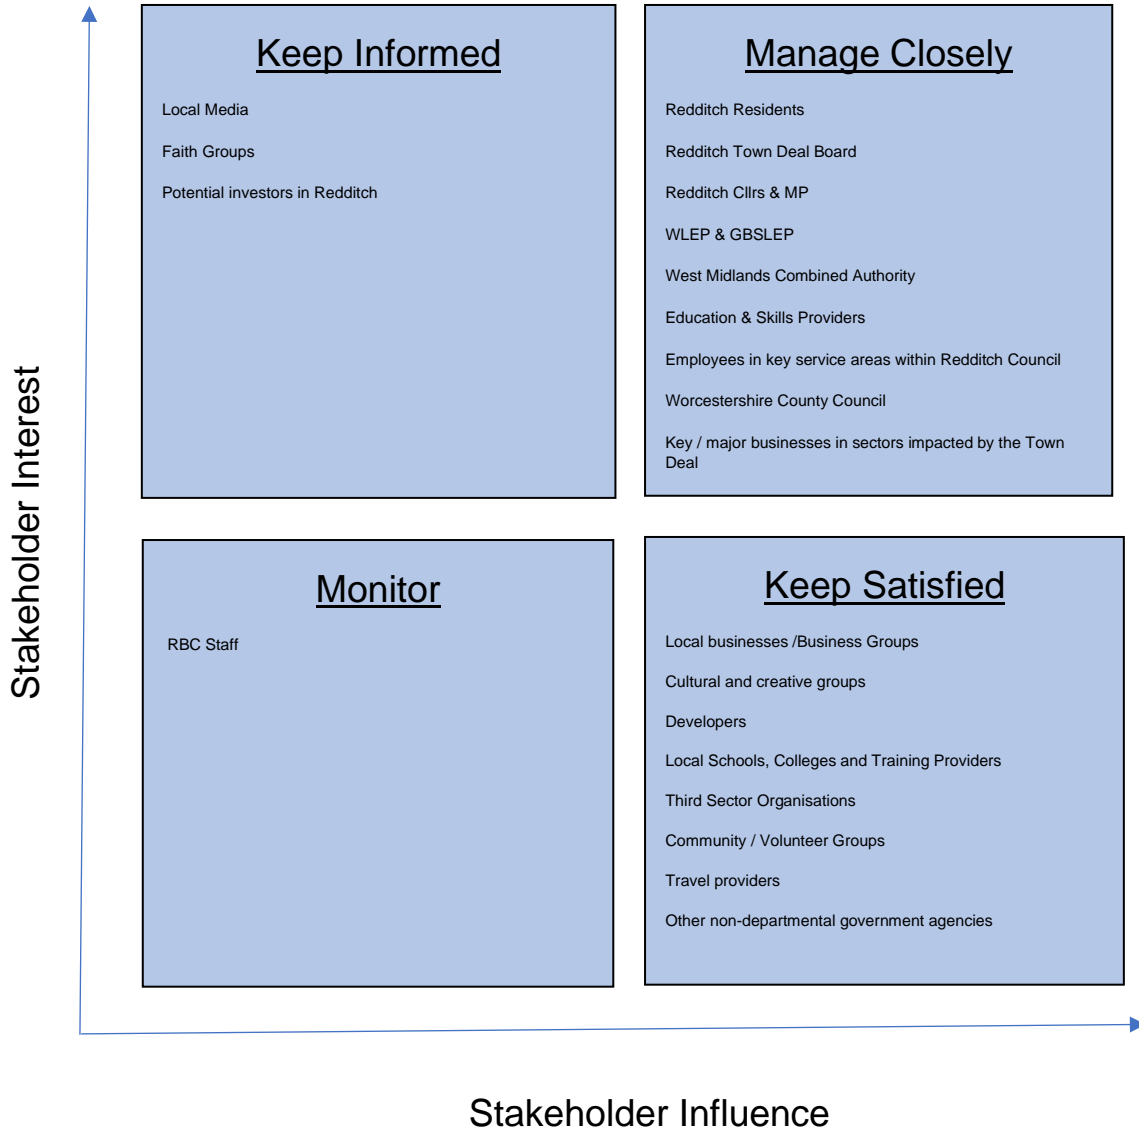 Keep Informed
Local Media
Faith Groups
Potential investors in Redditch
Manage Closely
Redditch Residents
Redditch Town Deal Board
Redditch Cllrs & MP
WLEP & GBSLEP
West Midlands Combined Authority
Education & Skills Providers
Employees in key service areas within Redditch Council
Worcestershire County Council
Key / major businesses in sectors impacted by the Town
Deal
Stakeholder Interest
Monitor
RBC Staff
Keep Satisfied
Local businesses /Business Groups
Cultural and creative groups
Developers
Local Schools, Colleges and Training Providers
Third Sector Organisations
Community / Volunteer Groups
Travel providers
Other non-departmental government agencies
Stakeholder Influence